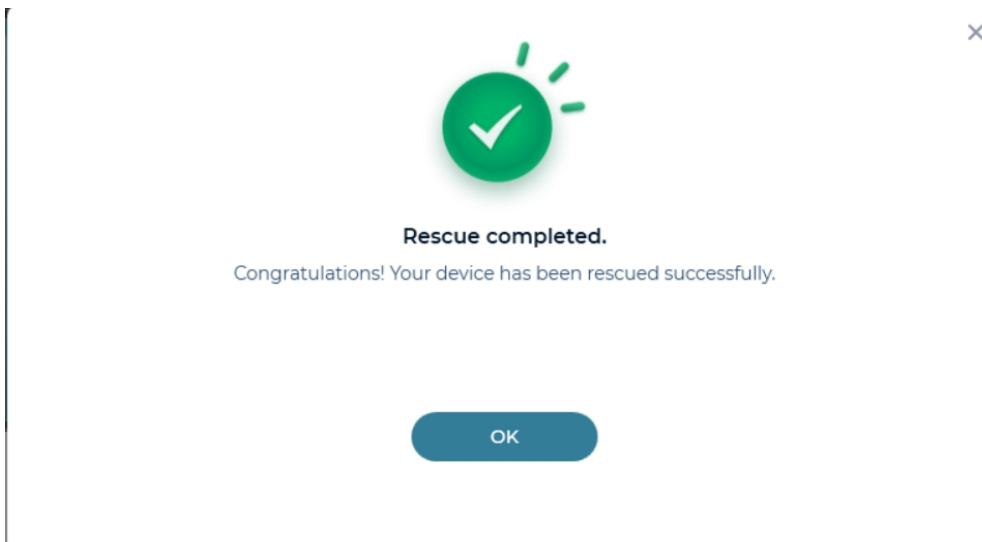 Rescue completed.
Congratulations! Your device has been rescued successfully.
OK